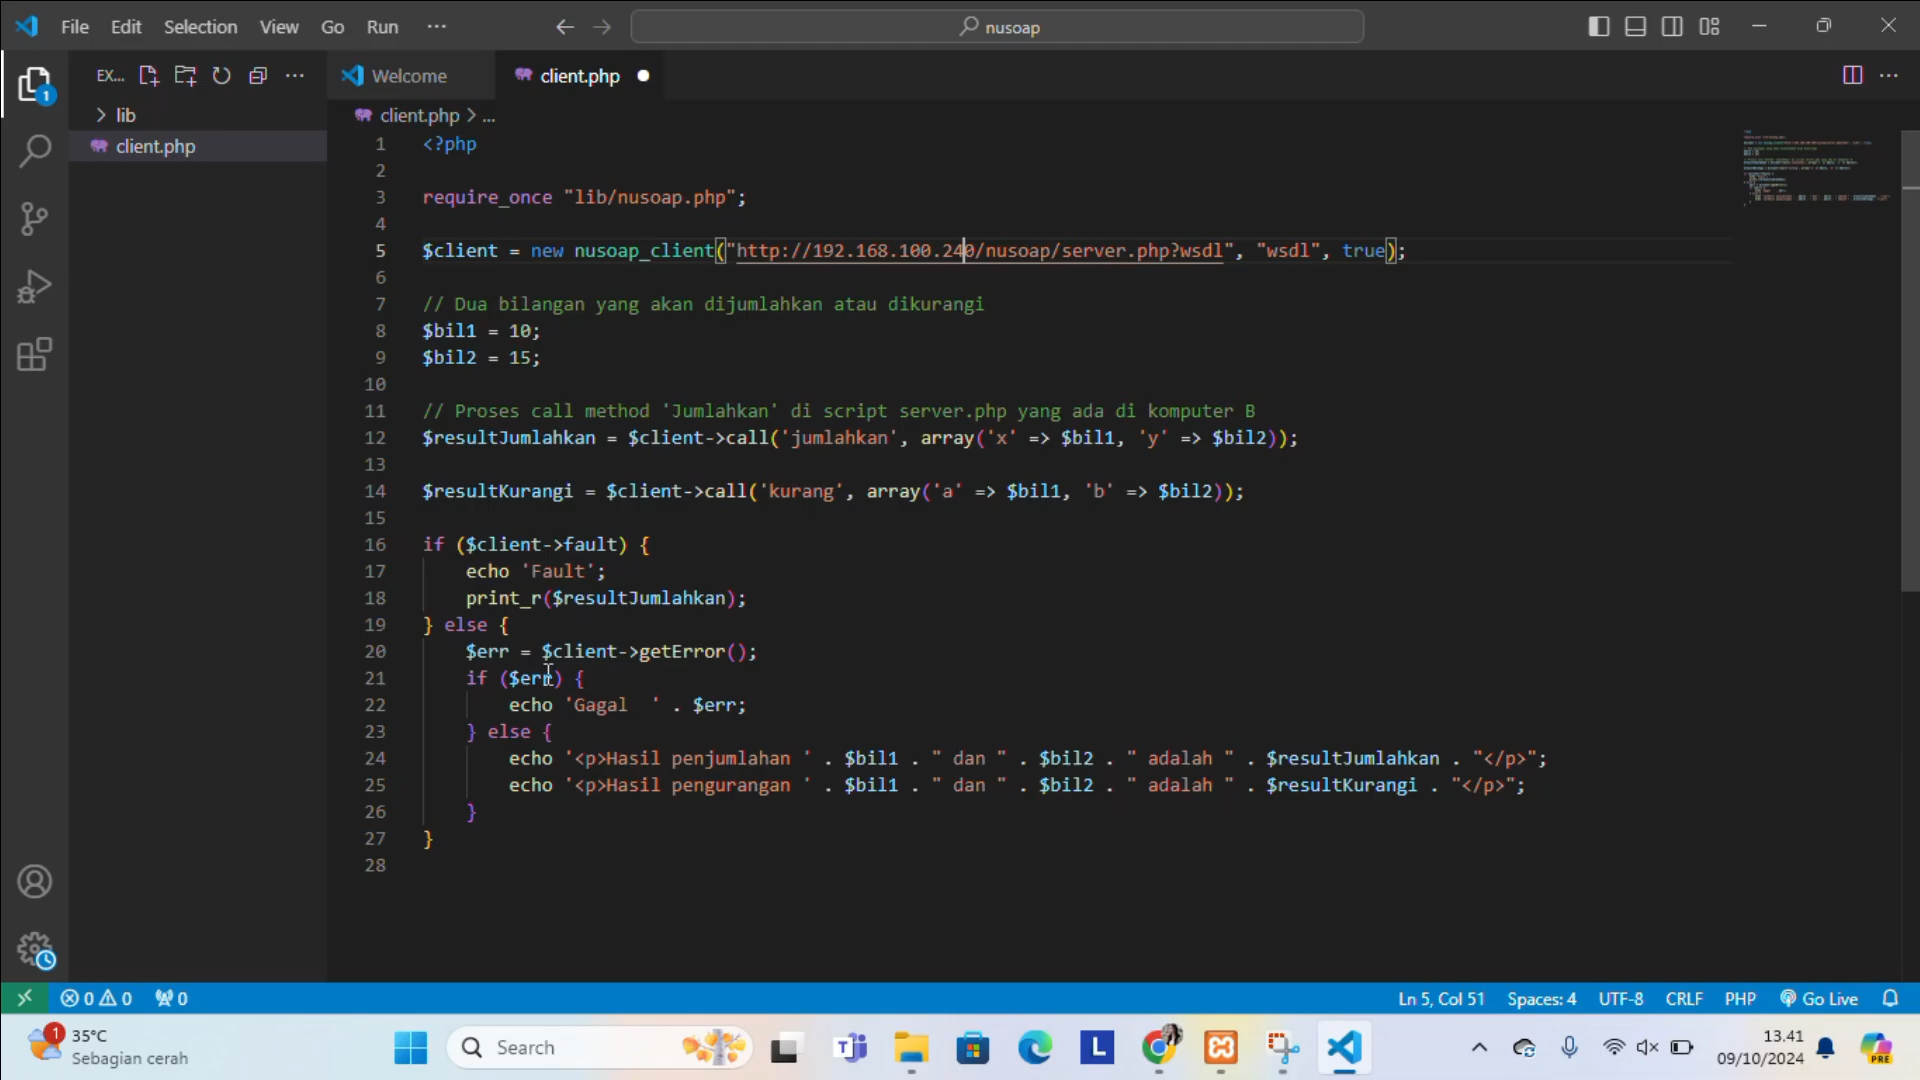 File Edit Selection View Go Run ···
nusoap
EX... ···
Welcome
client.php
1
lib
client.php
client.php > ...
1 <?php
2
3 require_once "lib/nusoap.php";
4
5 $client = new nusoap_client("http://192.168.100.240/nusoap/server.php?wsdl", "wsdl", true);
6
7 // Dua bilangan yang akan dijumlahkan atau dikurangi
8 $bil1 = 10;
9 $bil2 = 15;
10
11 // Proses call method 'Jumlahkan' di script server.php yang ada di komputer B
12 $resultJumlahkan = $client->call('jumlahkan', array('x' => $bil1, 'y' => $bil2));
13
14 $resultKurangi = $client->call('kurang', array('a' => $bil1, 'b' => $bil2));
15
16 if ($client->fault) {
17 echo 'Fault';
18 print_r($resultJumlahkan);
19 } else {
20 $err = $client->getError();
21 if ($err) {
22 echo 'Gagal  ' . $err;
23 } else {
24 echo '<p>Hasil penjumlahan ' . $bil1 . " dan " . $bil2 . " adalah " . $resultJumlahkan . "</p>";
25 echo '<p>Hasil pengurangan ' . $bil1 . " dan " . $bil2 . " adalah " . $resultKurangi . "</p>";
26 }
27 }
28
0 0 0
Ln 5, Col 51 Spaces: 4 UTF-8 CRLF PHP Go Live
1
35°C
Sebagian cerah
Search
L
PRE
13.41
09/10/2024